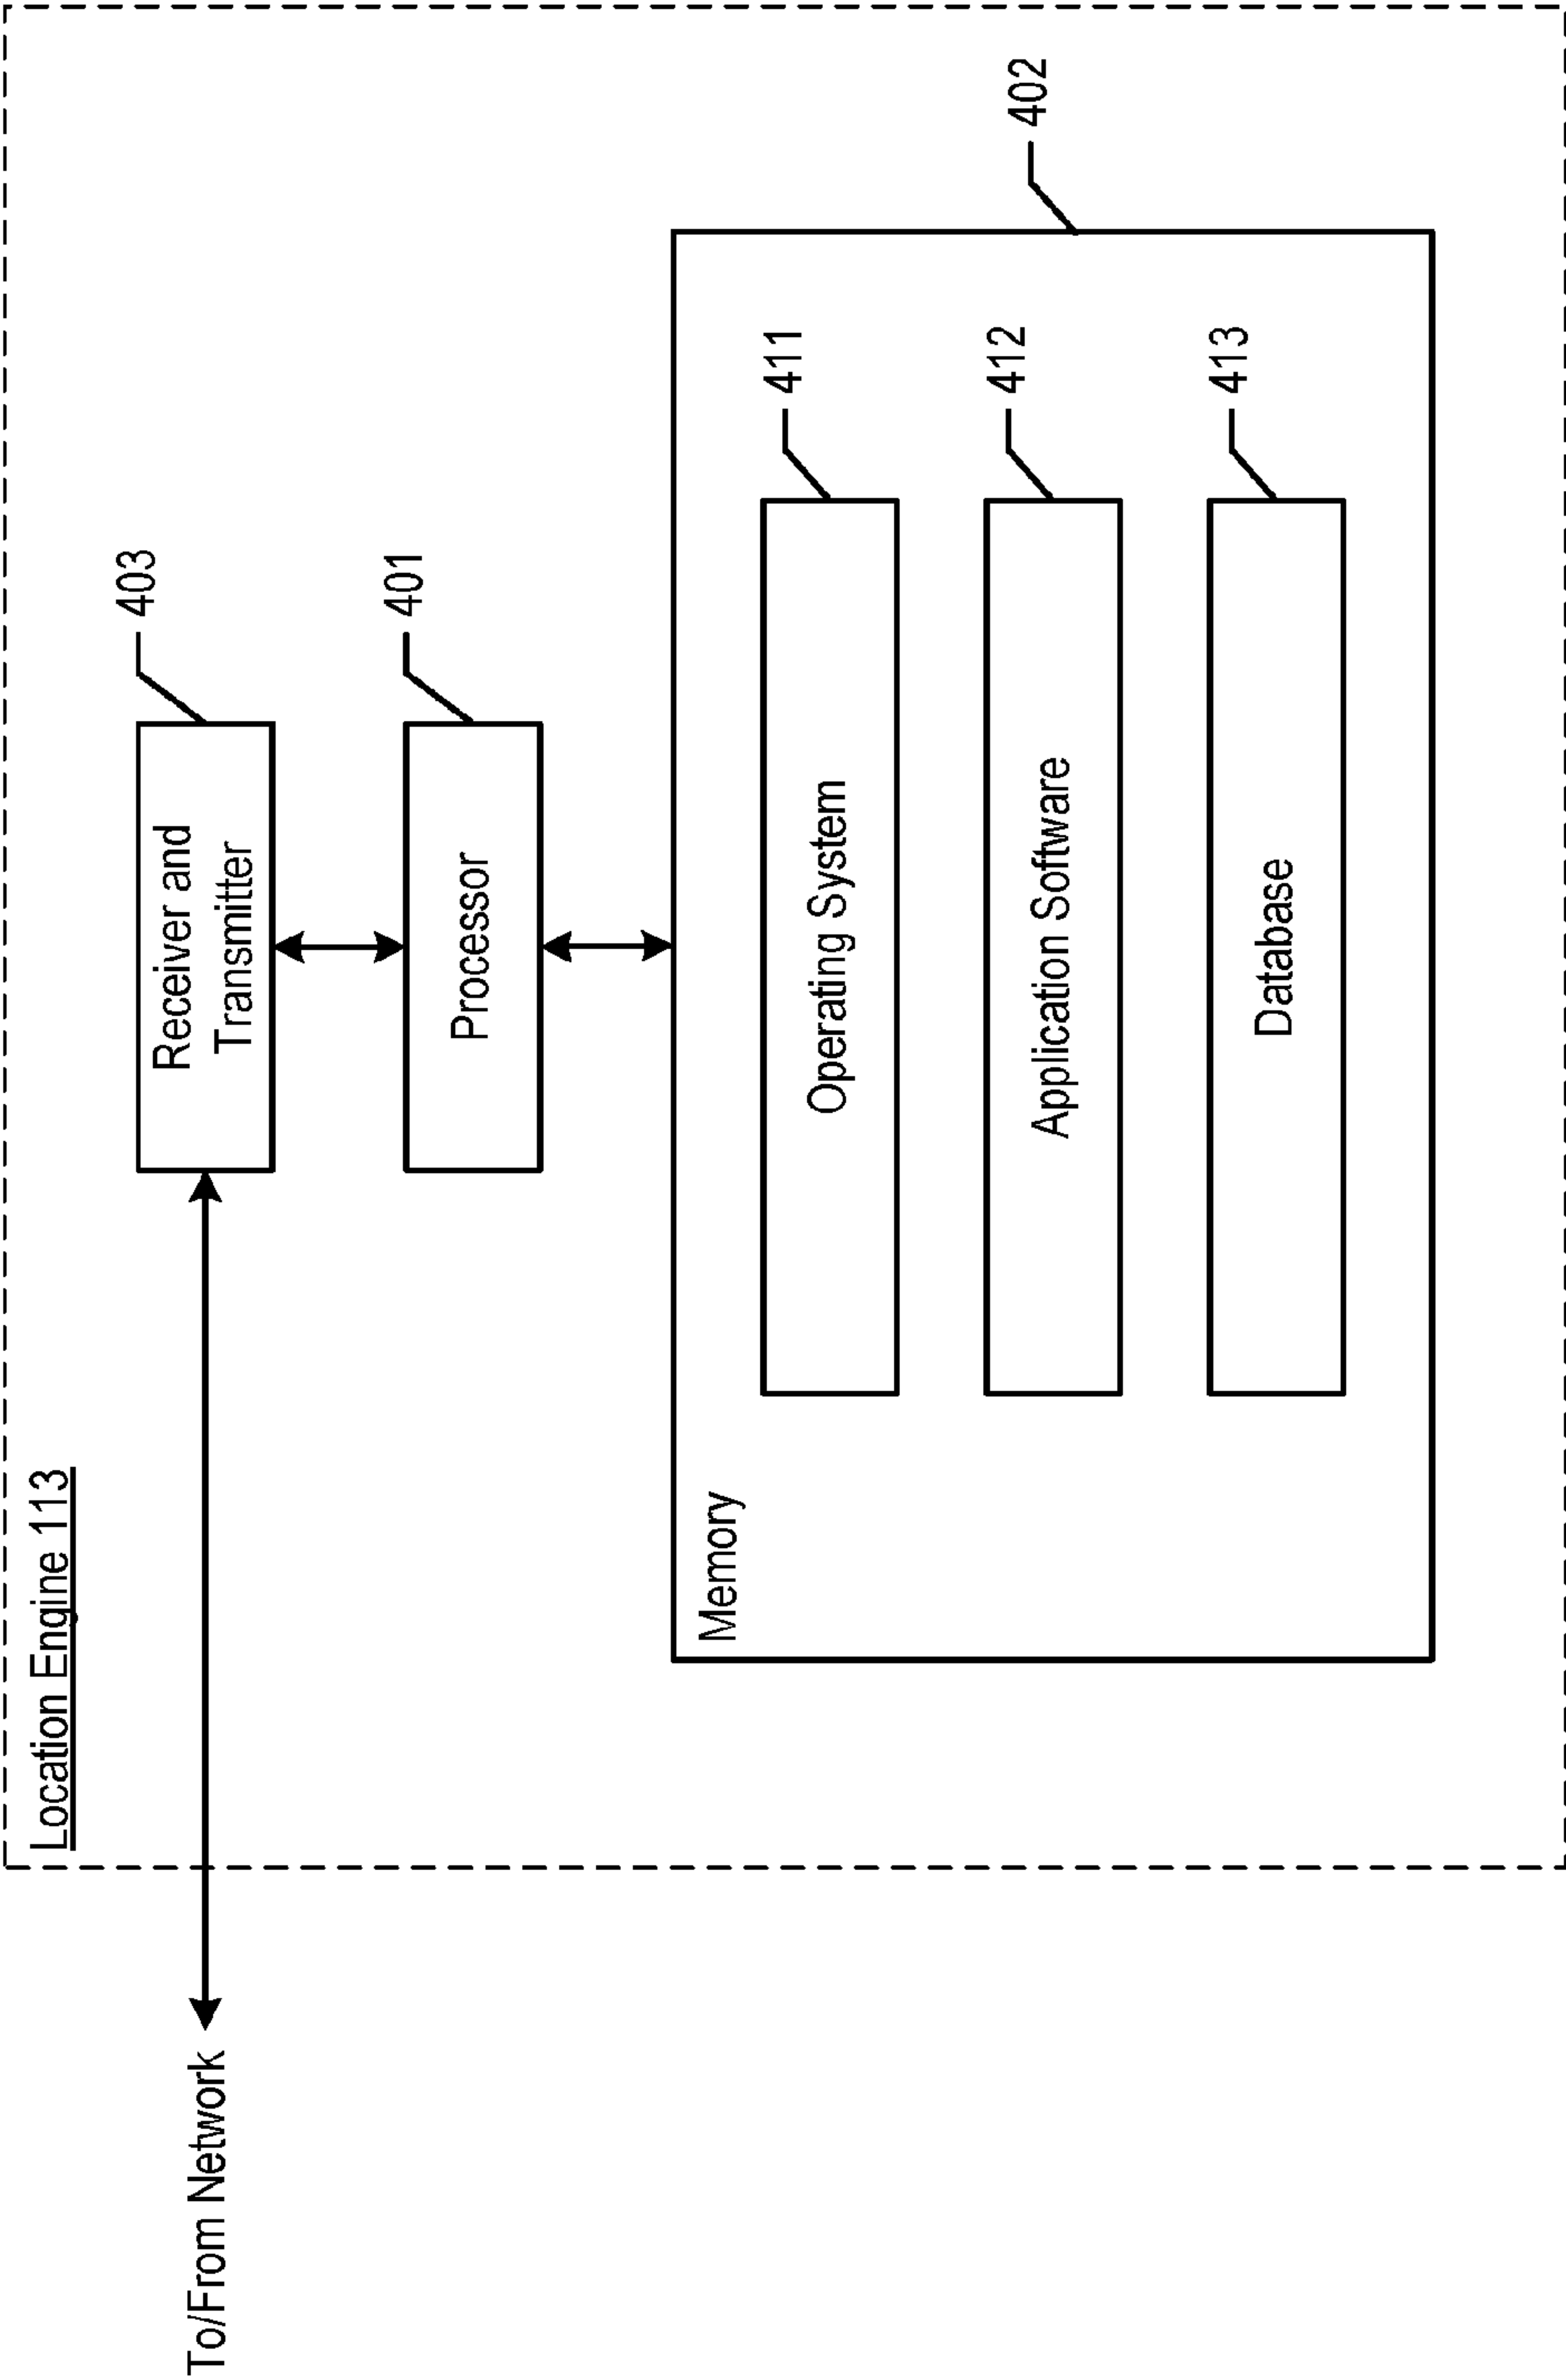 Location Engine 113
To/From Network
Receiver and
Transmitter
403
Processor
401
Memory
402
Operating System
411
Application Software
412
Database
413